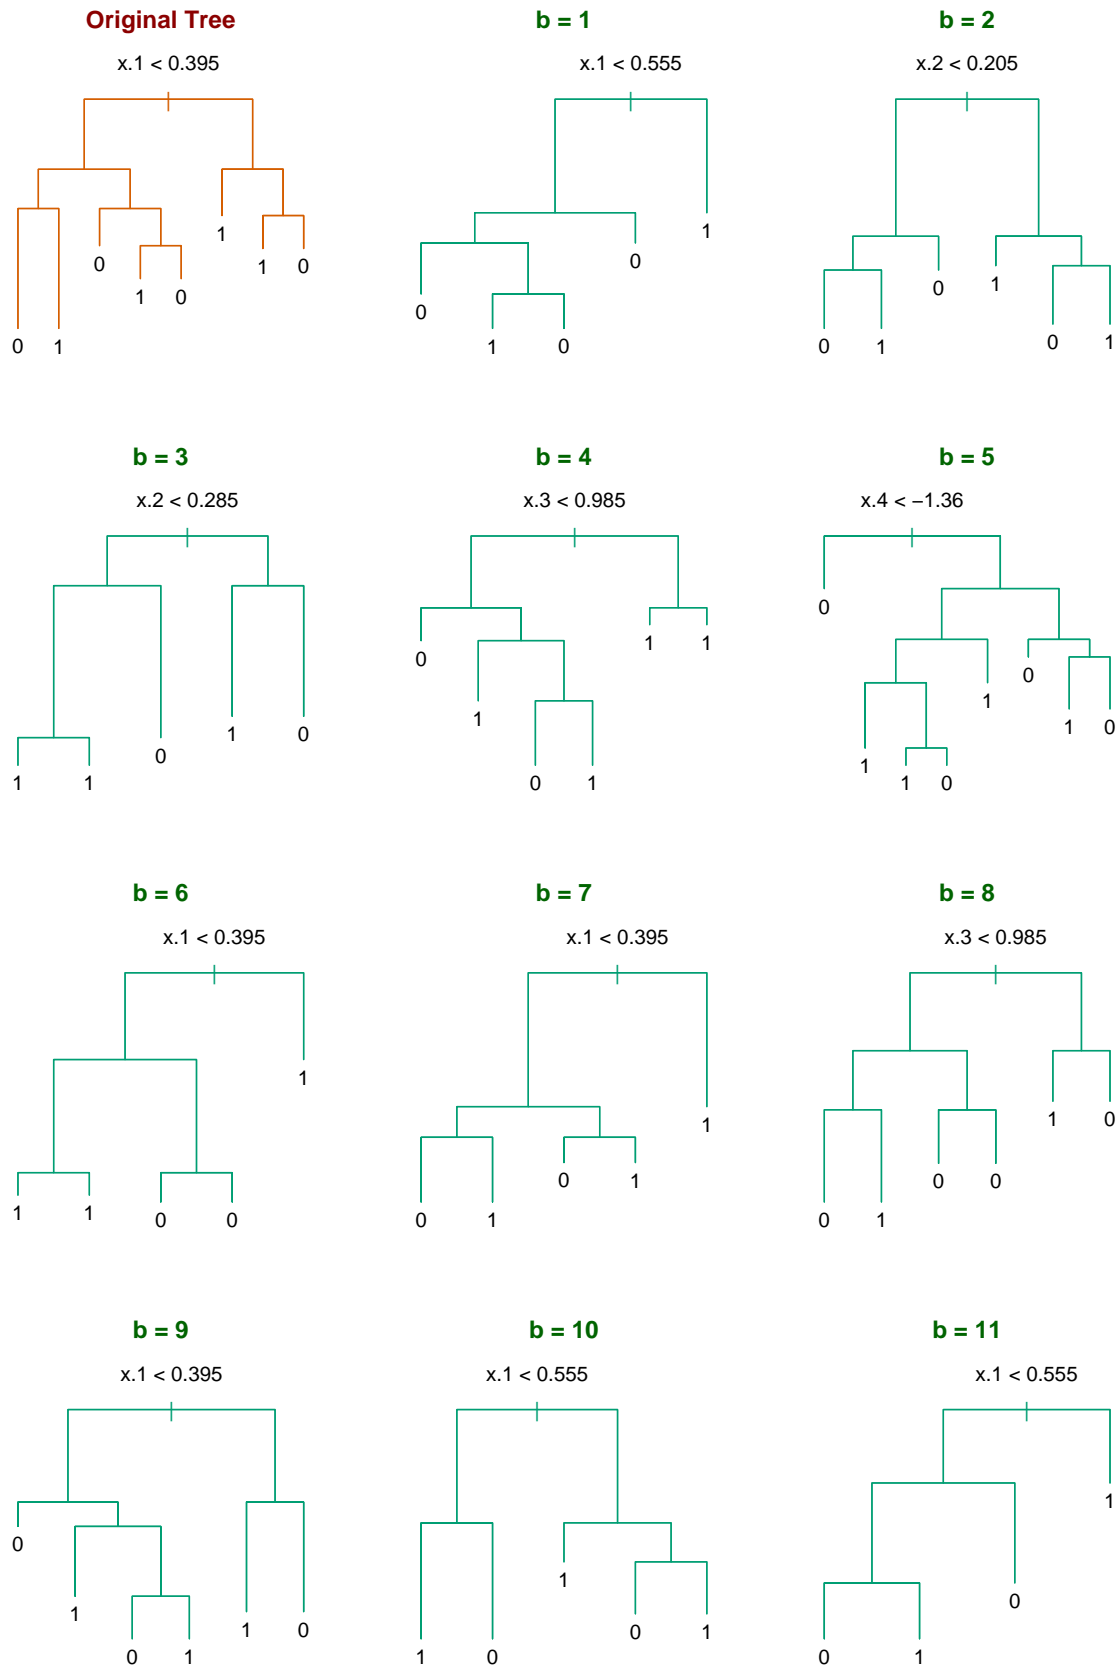 Original Tree
x.1 < 0.395
1
0
1 0
1 0
0 1
b = 1
x.1 < 0.555
1
0
0
1 0
b = 2
x.2 < 0.205
0 1
0 1 0 1
b = 3
x.2 < 0.285
1 0
0
1 1
b = 4
x.3 < 0.985
0 1 1
1
0 1
b = 5
x.4 < −1.36
0
0
1
1 0
1
1 0
b = 6
x.1 < 0.395
1
1 1 0 0
b = 7
x.1 < 0.395
1
0 1
0 1
b = 8
x.3 < 0.985
1 0
0 0
0 1
b = 9
x.1 < 0.395
0
1 1 0
0 1
b = 10
x.1 < 0.555
1
0 1
1 0
b = 11
x.1 < 0.555
1
0
0 1